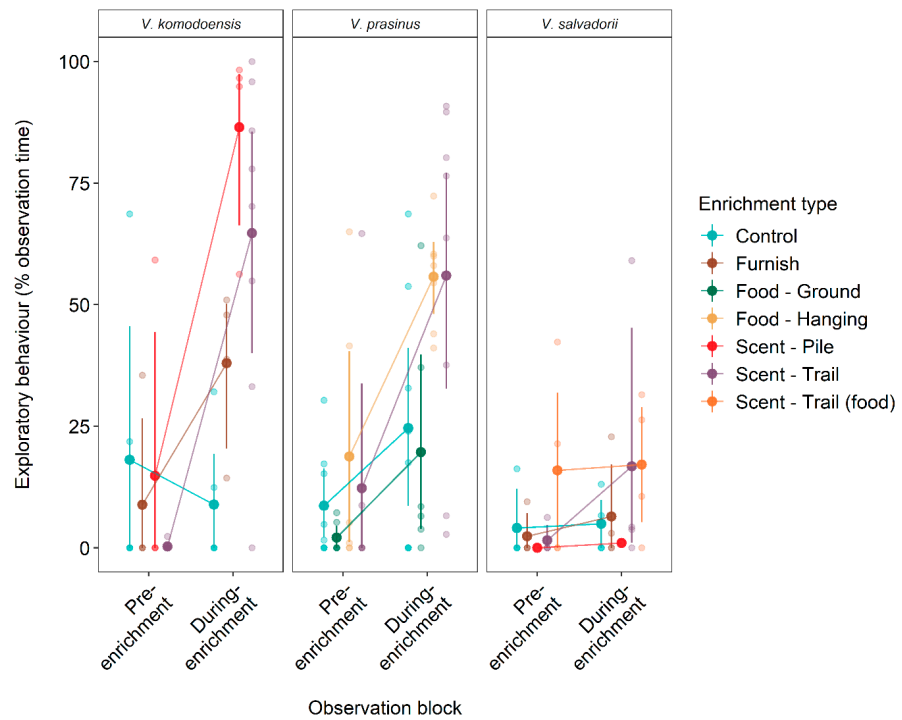 V. komodoensis
V. prasinus
V. salvadorii
Exploratory behaviour (% observation time)
100
75
50
25
0
Pre-
enrichment
During-
enrichment
Pre-
enrichment
During-
enrichment
Pre-
enrichment
During-
enrichment
Observation block
Enrichment type
Control
Furnish
Food - Ground
Food - Hanging
Scent - Pile
Scent - Trail
Scent - Trail (food)